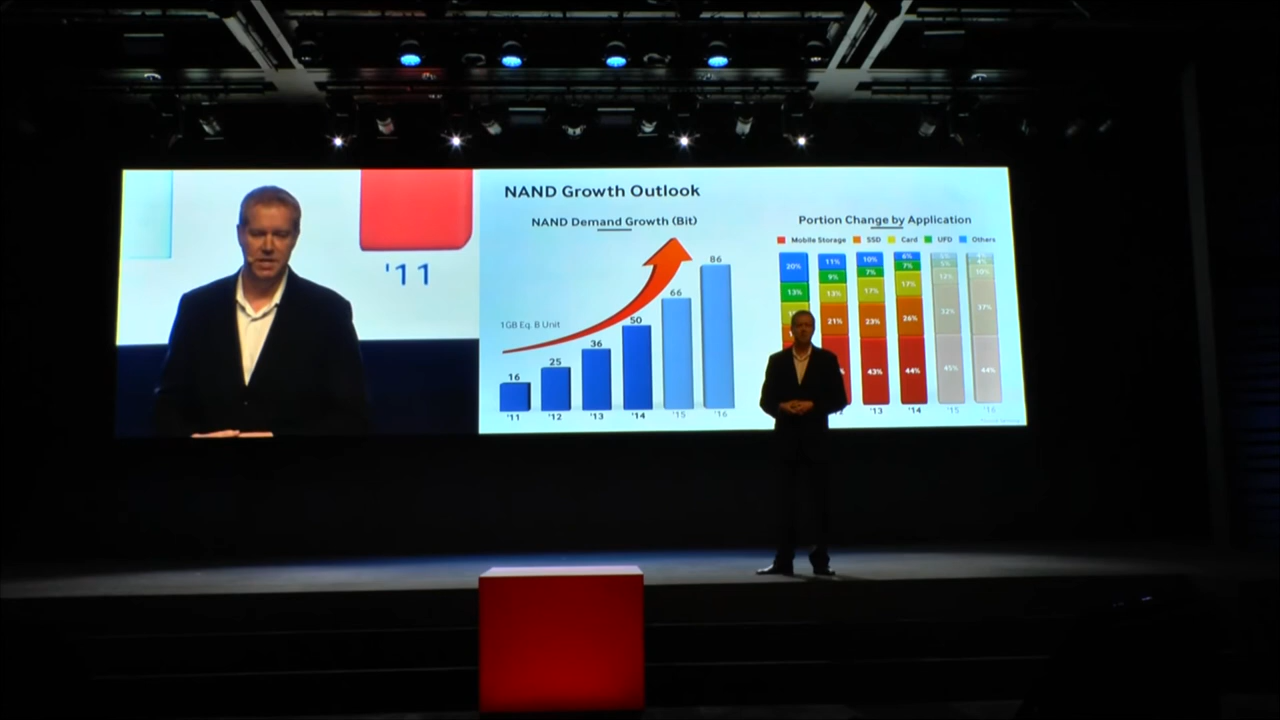 '11
NAND Growth Outlook
NAND Demand Growth (Bit)
1GB Eq. B Unit
16 25 36 50 66 86
'11 '12 '13 '14 '15 '16
Portion Change by Application
Mobile Storage SSD Card UFD Others
20% 11% 10% 6%
13% 9% 7% 7%
13% 17% 17% 12% 10%
21% 23% 26% 32% 37%
43% 44% 45% 44%
'13 '14 '15 '16